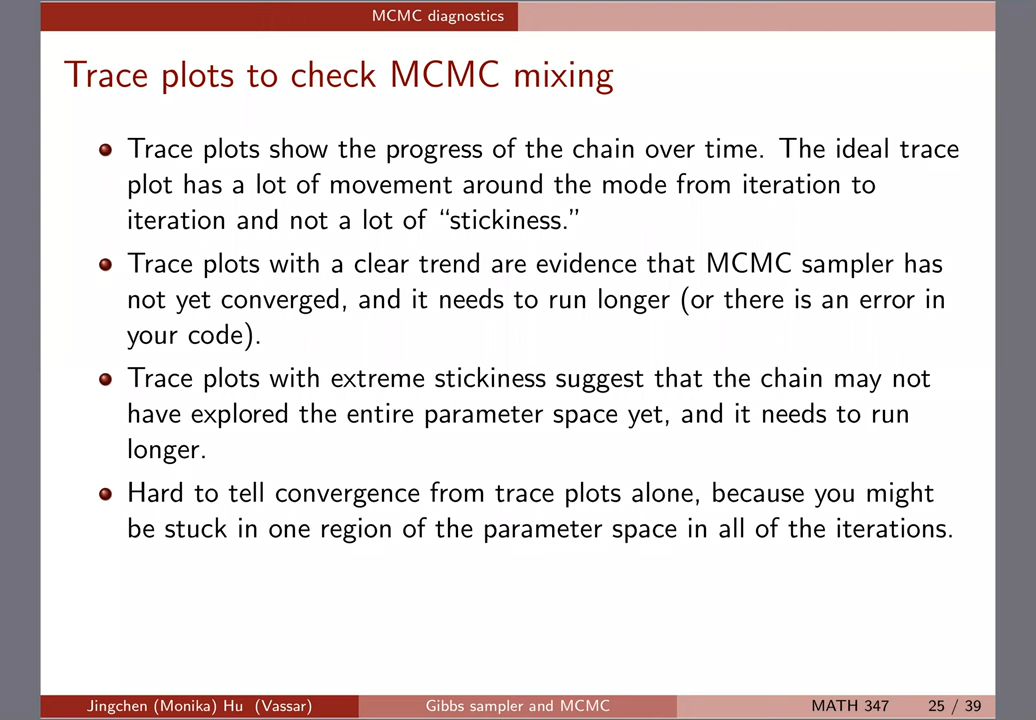 MCMC diagnostics
Trace plots to check MCMC mixing
Trace plots show the progress of the chain over time. The ideal trace
plot has a lot of movement around the mode from iteration to
iteration and not a lot of “stickiness.”
Trace plots with a clear trend are evidence that MCMC sampler has
not yet converged, and it needs to run longer (or there is an error in
your code).
Trace plots with extreme stickiness suggest that the chain may not
have explored the entire parameter space yet, and it needs to run
longer.
Hard to tell convergence from trace plots alone, because you might
be stuck in one region of the parameter space in all of the iterations.
Jingchen (Monika) Hu (Vassar) Gibbs sampler and MCMC MATH 347 25 / 39